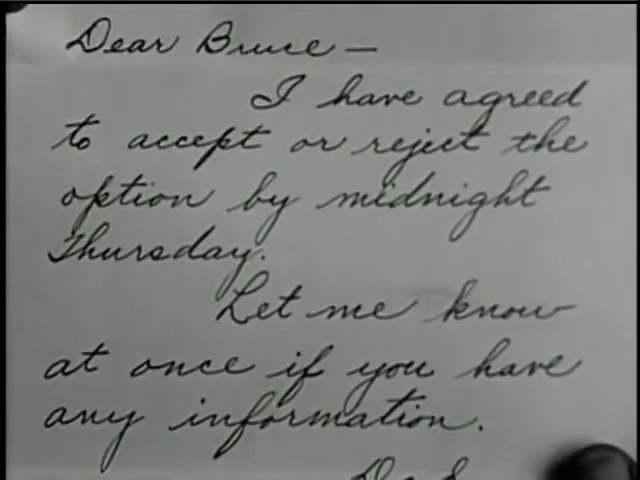 Dear Bruce —
I have agreed
to accept or reject the
option by midnight
Thursday.
Let me know
at once if you have
any information.